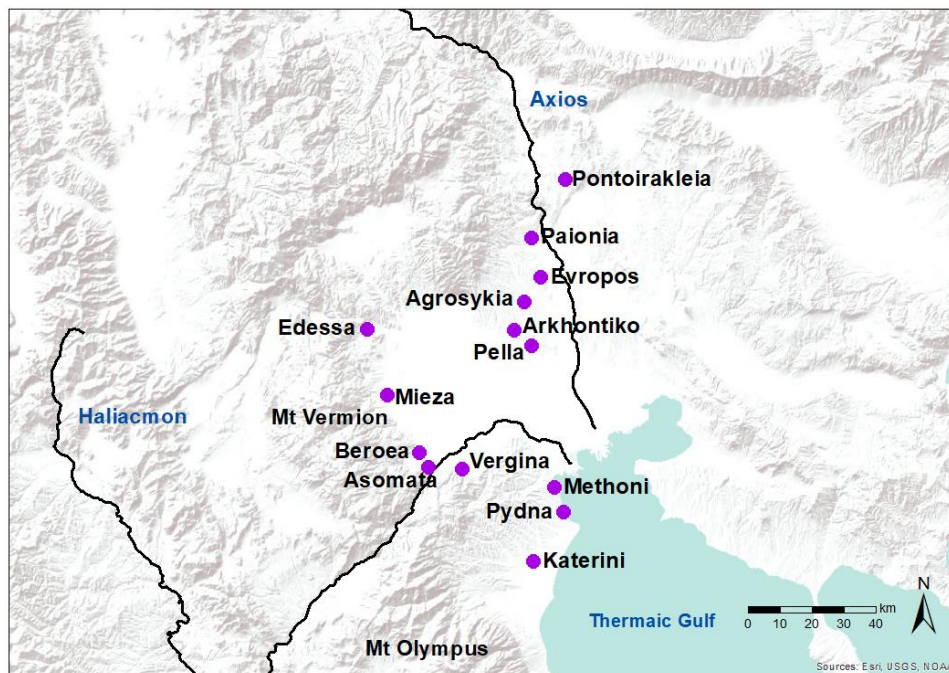 Axios
Pontoirakleia
Paionia
Evropos
Agrosykia
Edessa
Arkhontiko
Pella
Mieza
Haliacmon
Mt Vermion
Beroea
Vergina
Asomata
Methoni
Pydna
Katerini
N
km
0 10 20 30 40
Thermaic Gulf
Mt Olympus
Sources: Esri, USGS, NOAA